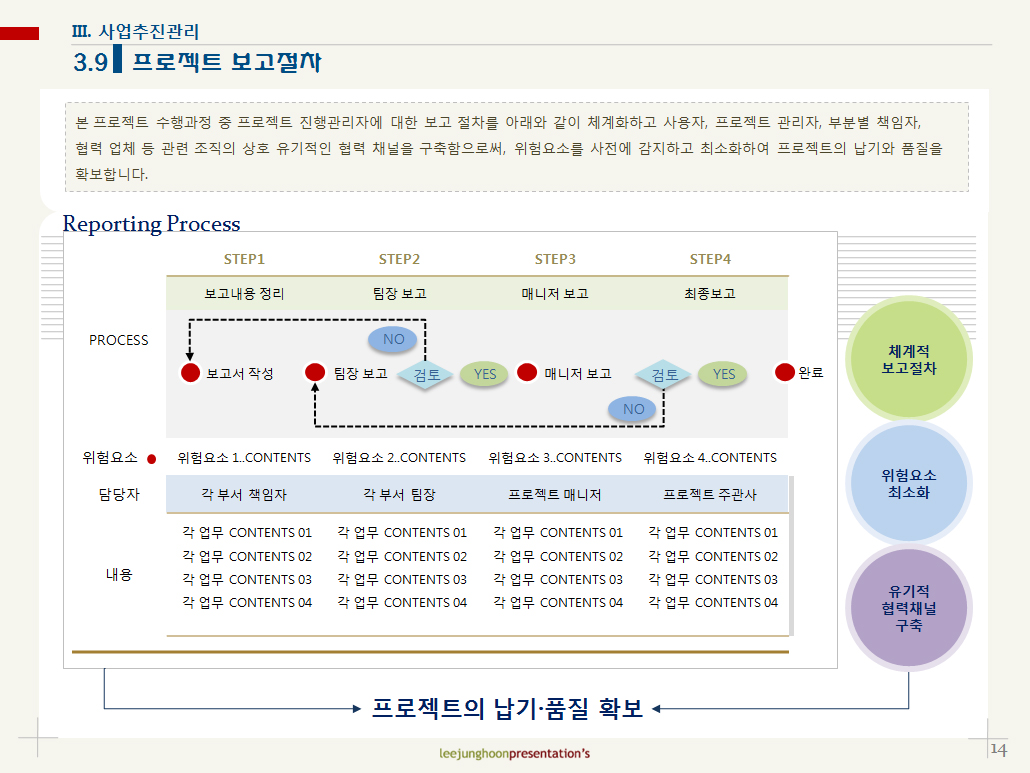 III. 사업추진관리
3.9 프로젝트 보고절차
본 프로젝트 수행과정 중 프로젝트 진행관리자에 대한 보고 절차를 아래와 같이 체계화하고 사용자, 프로젝트 관리자, 부분별 책임자,
협력 업체 등 관련 조직의 상호 유기적인 협력 채널을 구축함으로써, 위험요소를 사전에 감지하고 최소화하여 프로젝트의 납기와 품질을
확보합니다.
Reporting Process
STEP1 STEP2 STEP3 STEP4
보고내용 정리 팀장 보고 매니저 보고 최종보고
PROCESS
NO
보고서 작성 팀장 보고 검토 YES 매니저 보고 검토 YES 완료
NO
위험요소 위험요소 1..CONTENTS 위험요소 2..CONTENTS 위험요소 3..CONTENTS 위험요소 4..CONTENTS
담당자 각 부서 책임자 각 부서 팀장 프로젝트 매니저 프로젝트 주관사
내용
각 업무 CONTENTS 01 각 업무 CONTENTS 01 각 업무 CONTENTS 01 각 업무 CONTENTS 01
각 업무 CONTENTS 02 각 업무 CONTENTS 02 각 업무 CONTENTS 02 각 업무 CONTENTS 02
각 업무 CONTENTS 03 각 업무 CONTENTS 03 각 업무 CONTENTS 03 각 업무 CONTENTS 03
각 업무 CONTENTS 04 각 업무 CONTENTS 04 각 업무 CONTENTS 04 각 업무 CONTENTS 04
체계적
보고절차
위험요소
최소화
유기적
협력채널
구축
프로젝트의 납기·품질 확보
leejunghoonpresentation's
14